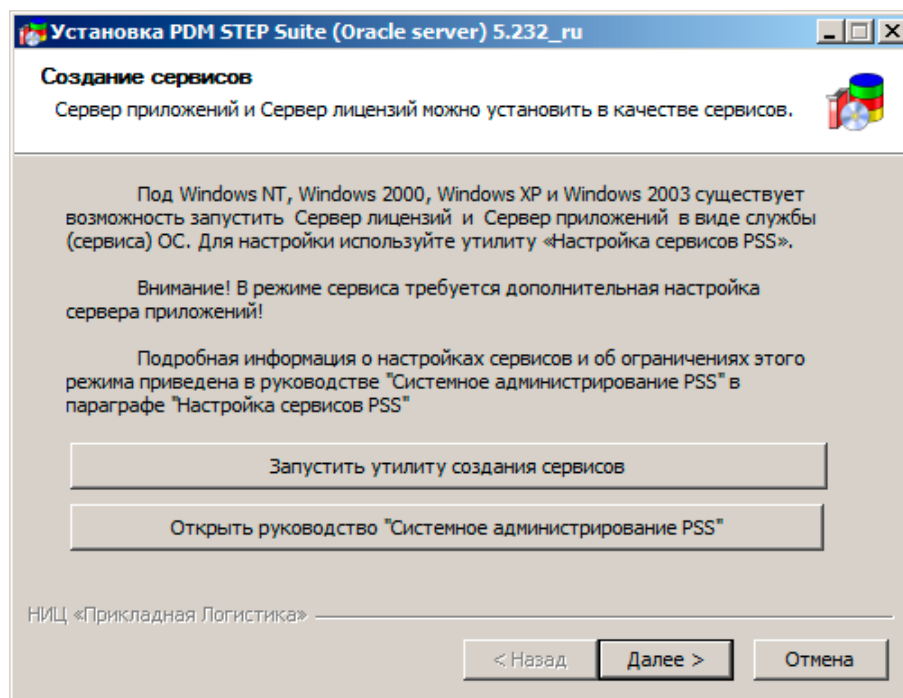 Установка PDM STEP Suite (Oracle server) 5.232_ru
Создание сервисов
Сервер приложений и Сервер лицензий можно установить в качестве сервисов.
Под Windows NT, Windows 2000, Windows XP и Windows 2003 существует
возможность запустить Сервер лицензий и Сервер приложений в виде службы
(сервиса) ОС. Для настройки используйте утилиту «Настройка сервисов PSS».
Внимание! В режиме сервиса требуется дополнительная настройка
сервера приложений!
Подробная информация о настройках сервисов и об ограничениях этого
режима приведена в руководстве "Системное администрирование PSS" в
параграфе "Настройка сервисов PSS"
Запустить утилиту создания сервисов
Открыть руководство "Системное администрирование PSS"
НИЦ «Прикладная Логистика»
< Назад
Далее >
Отмена